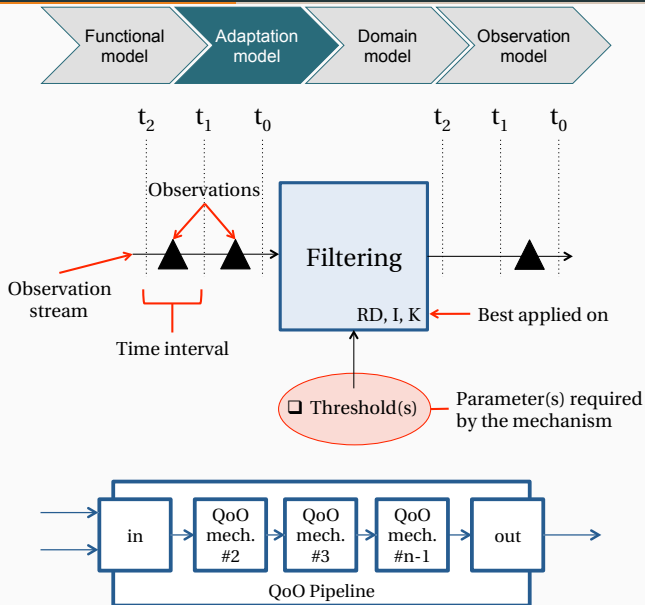 Functional
model
Adaptation
model
Domain
model
Observation
model
t2
t1
t0
t2
t1
t0
Observations
Filtering
Observation
stream
RD, I, K
Best applied on
Time interval
❑ Threshold(s)
Parameter(s) required
by the mechanism
in
QoO
mech.
#2
QoO
mech.
#3
QoO
mech.
#n-1
out
QoO Pipeline